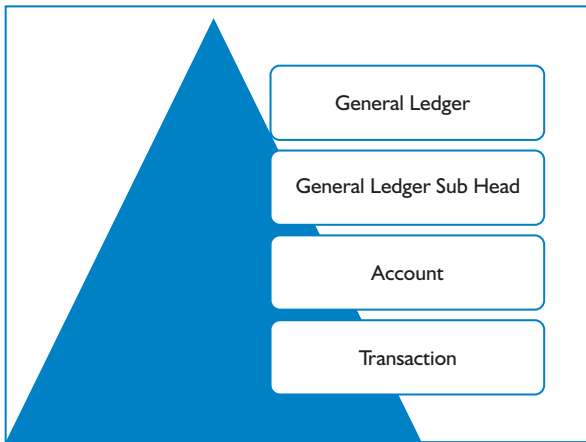 General Ledger
General Ledger Sub Head
Account
Transaction